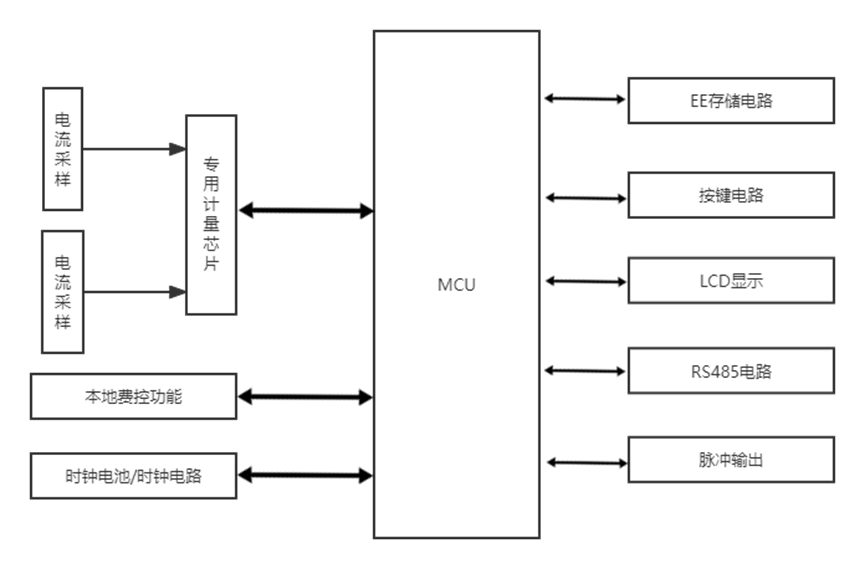 电流采样
电流采样
专用计量芯片
本地费控功能
时钟电池/时钟电路
MCU
EE存储电路
按键电路
LCD显示
RS485电路
脉冲输出